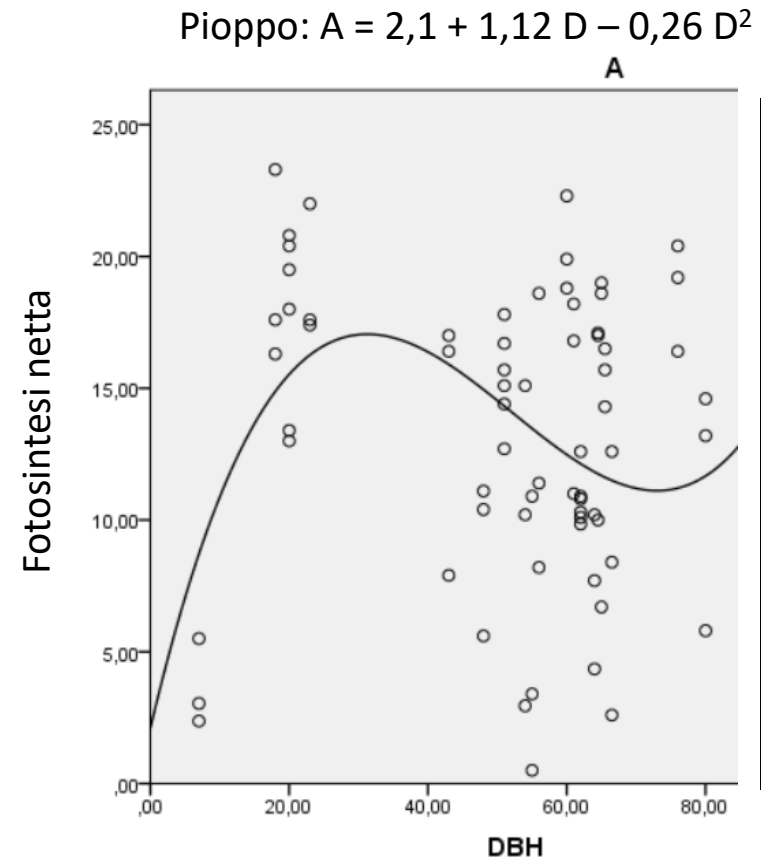 Pioppo: A = 2,1 + 1,12 D – 0,26 D²
A
25,00
20,00
15,00
10,00
5,00
,00
Fotosintesi netta
,00 20,00 40,00 60,00 80,00
DBH